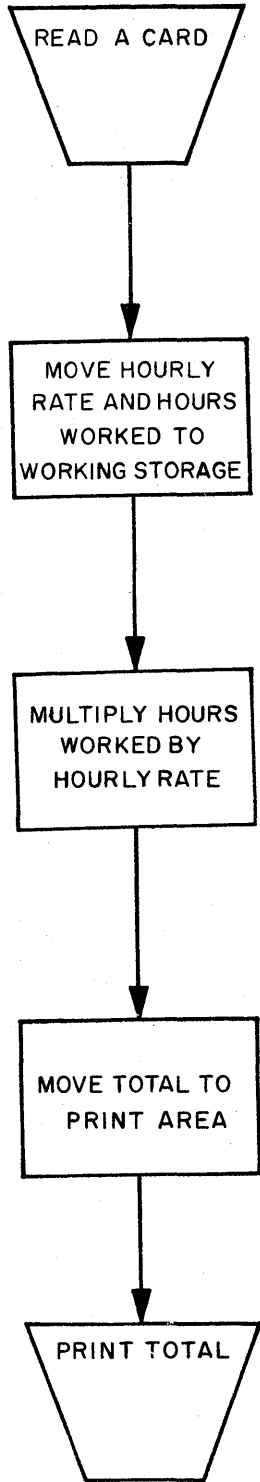 READ A CARD
MOVE HOURLY
RATE AND HOURS
WORKED TO
WORKING STORAGE
MULTIPLY HOURS
WORKED BY
HOURLY RATE
MOVE TOTAL TO
PRINT AREA
PRINT TOTAL